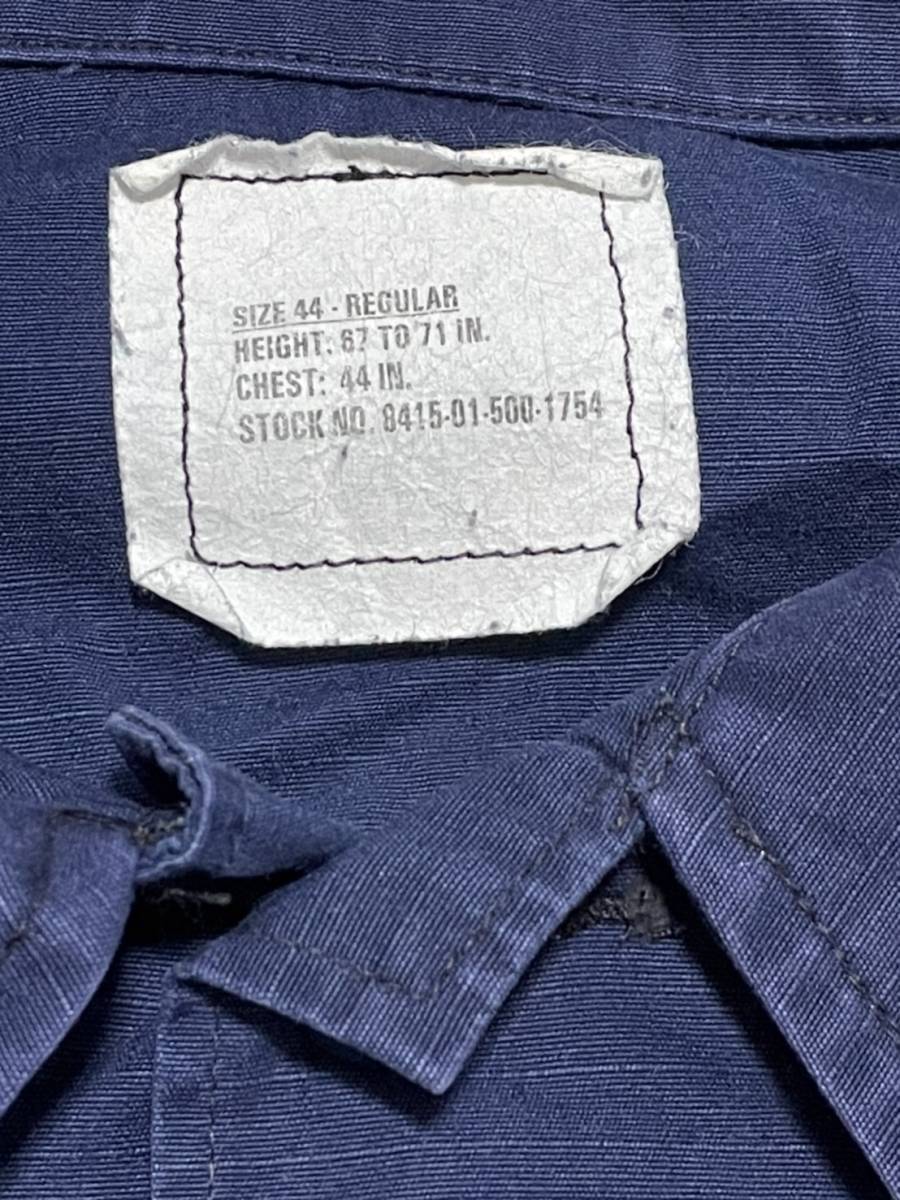 SIZE 44 - REGULAR
HEIGHT: 67 TO 71 IN.
CHEST: 44 IN.
STOCK NO. 8415-01-500-1754